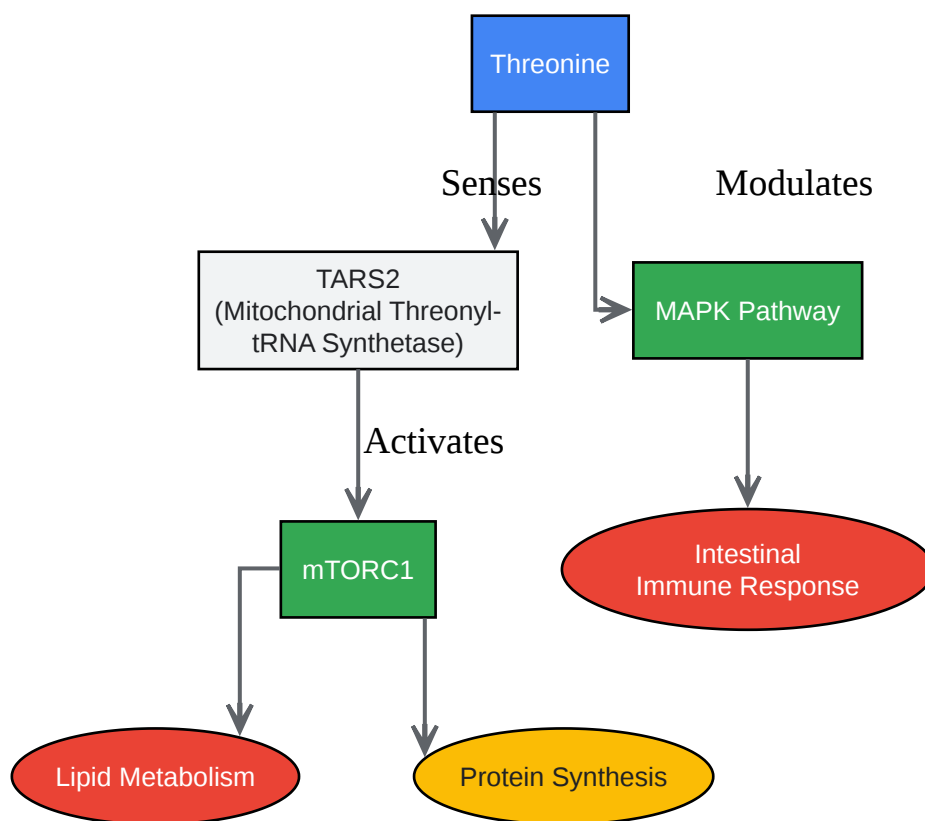 Threonine
Senses
Modulates
TARS2
(Mitochondrial Threonyl-
tRNA Synthetase)
MAPK Pathway
Activates
mTORC1
Intestinal
Immune Response
Lipid Metabolism
Protein Synthesis